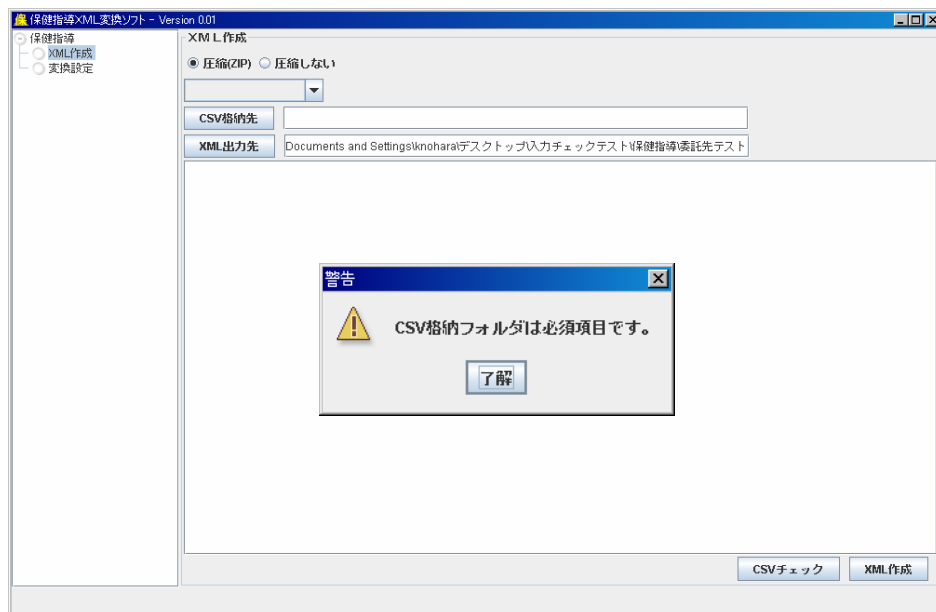 保健指導XML変換ソフト - Version 0.01
保健指導
XML作成
変換設定
XML作成
圧縮(ZIP) 圧縮しない
CSV格納先
XML出力先 Documents and Settings\knohara\デスクトップ\入力チェックテスト\保健指導\委託先テスト
警告
CSV格納フォルダは必須項目です。
了解
CSVチェック XML作成